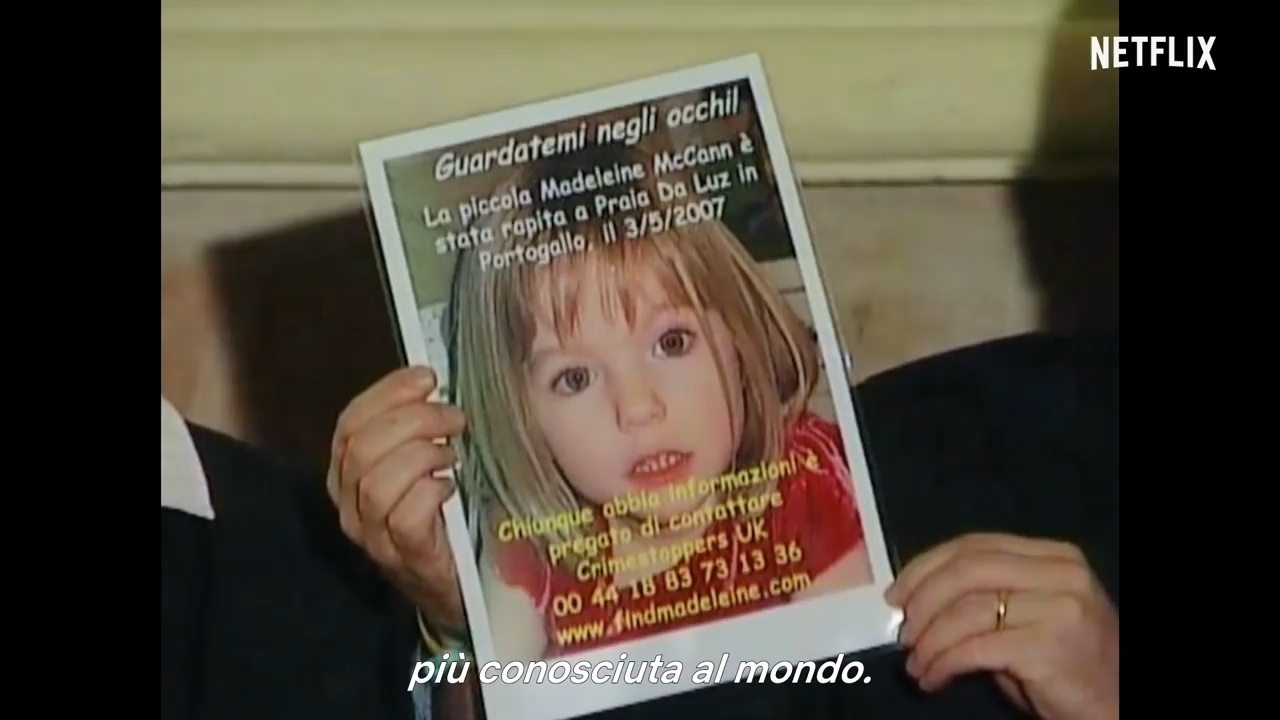 NETFLIX
Guardatemi negli occhi!
La piccola Madeleine McCann è
stata rapita a Praia Da Luz in
Portogallo, il 3/5/2007
Chiunque abbia informazioni è
pregato di contattare
Crimestoppers UK
00 44 18 83 73 13 36
www.findmadeleine.com
più conosciuta al mondo.